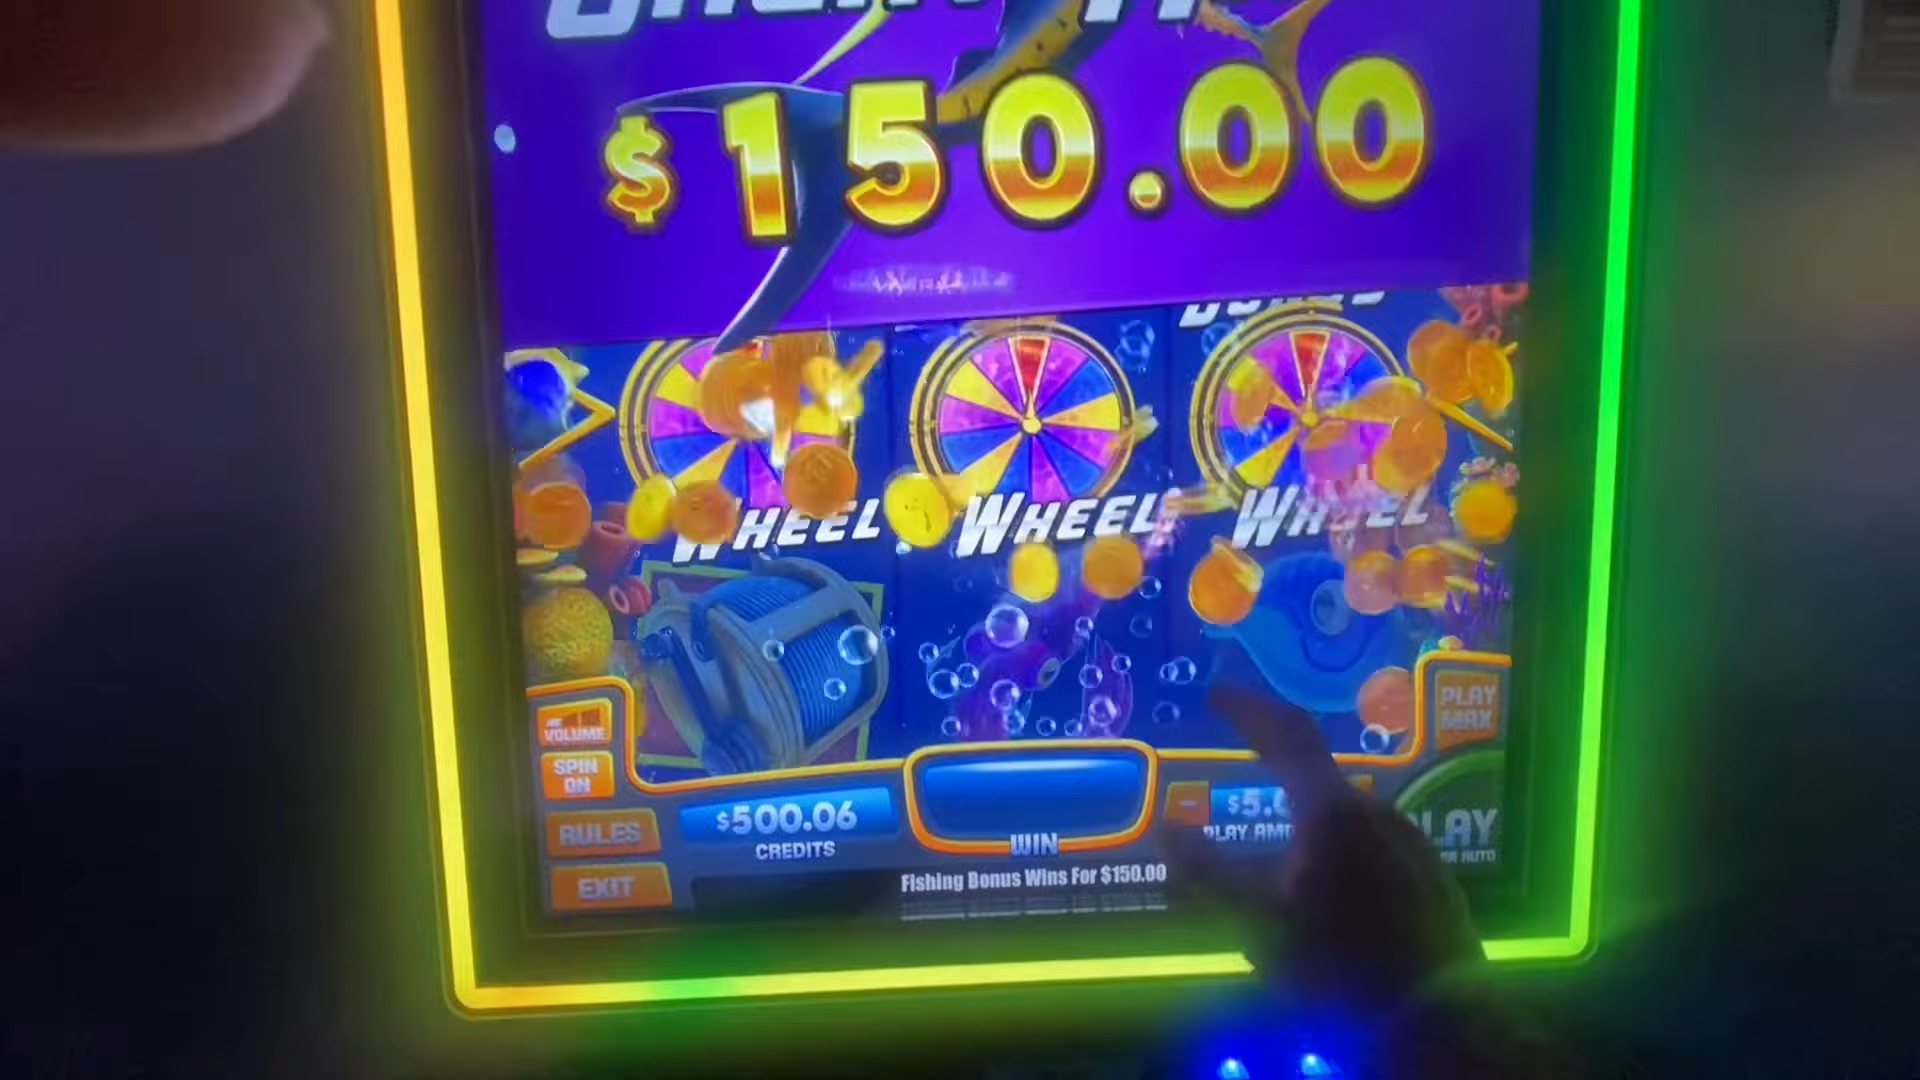 $150.00
WHEEL WHEEL WHEEL
VOLUME
SPIN
ON
RULES
EXIT
$500.06
CREDITS
WIN
Fishing Bonus Wins For $150.00
PLAY
PLAY
MAX